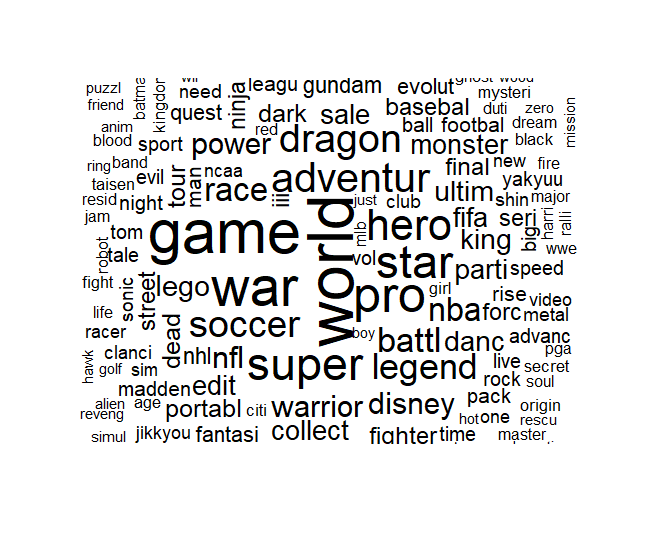 puzzl
batma
kingdor
need
ninja
leagu
gundam
evolut
ghost
wood
mysteri
friend
quest
dark
sale
basebal
duti
zero
mission
anim
blood
sport
power
red
dragon
ball
footbal
dream
monster
black
ring
band
taisen
evil
tour
man
ncaa
race
adventur
final
new
fire
yakyuu
resid
night
iii
just
club
ultim
shin
major
jam
tom
game
world
mlb
hero
fifa
seri
big
harri
ralli
robot
tale
vol
star
king
parti
speed
wwe
fight
sonic
street
lego
war
pro
girl
rise
video
life
nba
forc
metal
racer
dead
soccer
boy
battl
danc
advanc
hawk
clanci
golf
sim
nhl
nfl
super
legend
live
pga
secret
rock
soul
madden
edit
pack
alien
age
reveng
portabl
citi
warrior
disney
hot
one
origin
rescu
simul
jikkyou
fantasi
collect
fighter
time
master